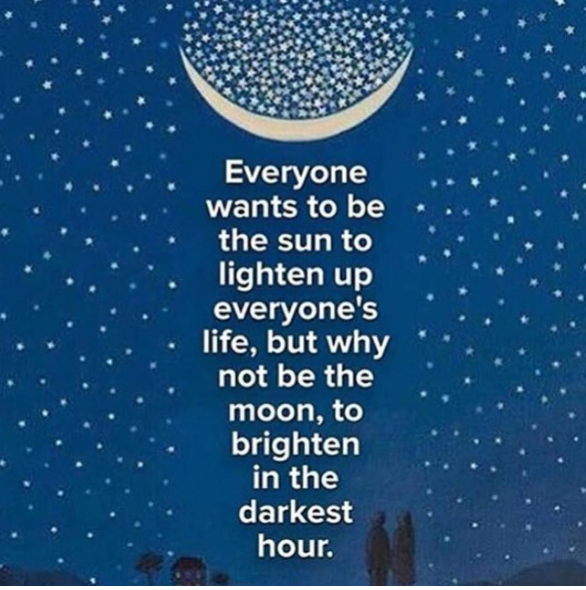 Everyone
wants to be
the sun to
lighten up
everyone's
life, but why
not be the
moon, to
brighten
in the
darkest
hour.